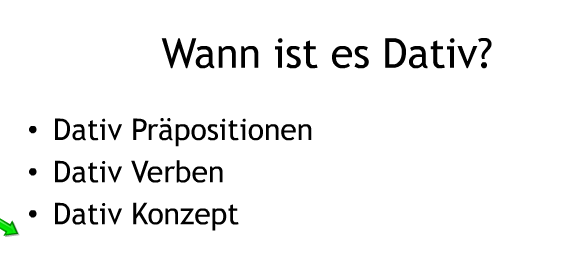 Wann ist es Dativ?
• Dativ Präpositionen
• Dativ Verben
• Dativ Konzept